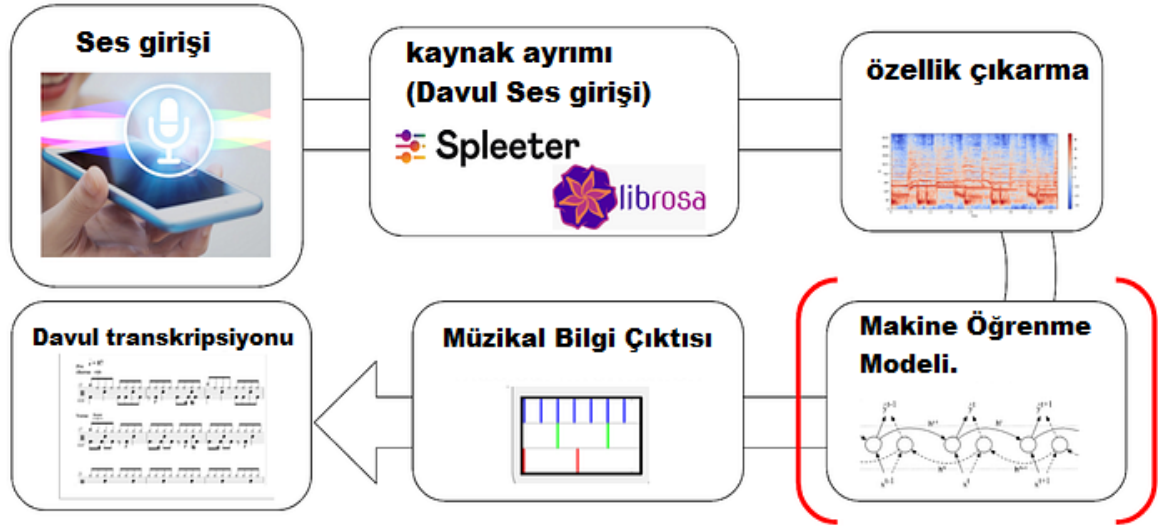 Ses girişi
kaynak ayrımı
(Davul Ses girişi)
Spleeter
librosa
özellik çıkarma
Makine Öğrenme
Modeli.
Müzikal Bilgi Çıktısı
Davul transkripsiyonu